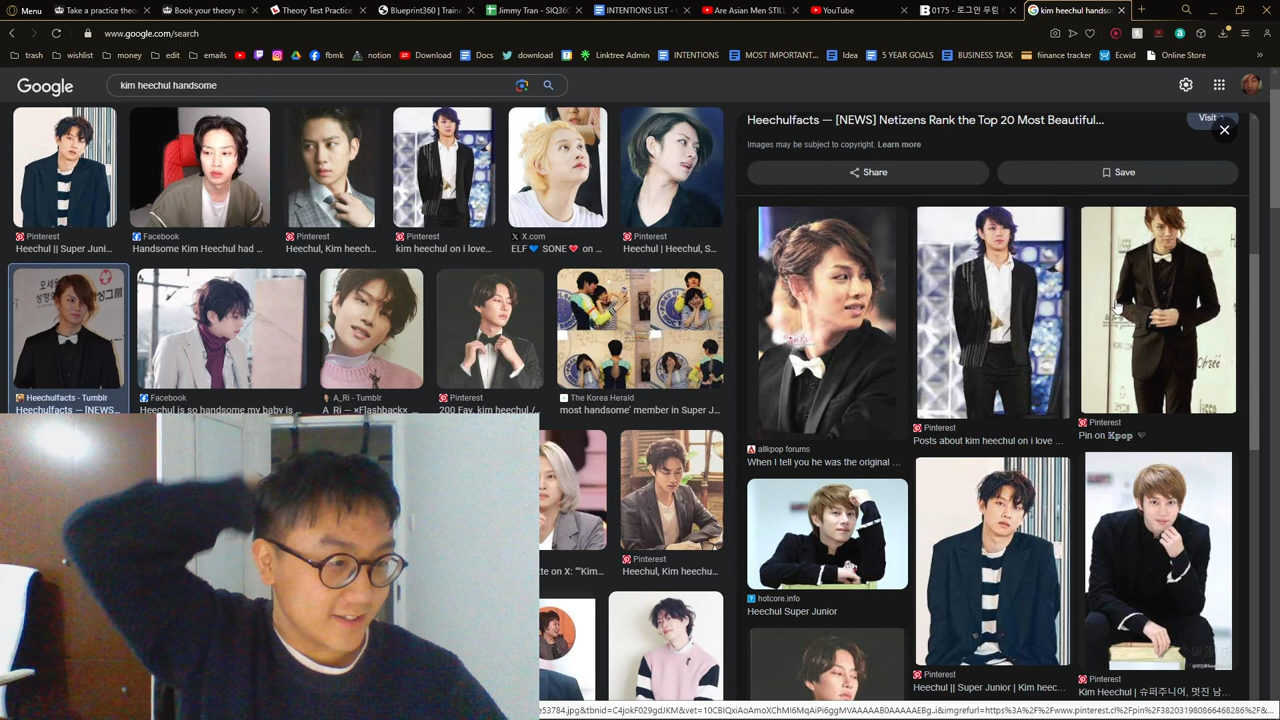 Menu
Take a practice theory
Book your theory te
Theory Test Practice
Blueprint360 | Traine
Jimmy Tran - SIQ360
INTENTIONS LIST - G
Are Asian Men STILL
YouTube
0175 - 로그인 무림
kim heechul handso
www.google.com/search
trash
wishlist
money
edit
emails
fbmk
notion
Download
Docs
download
Linktree Admin
INTENTIONS
MOST IMPORTANT...
Idea
5 YEAR GOALS
BUSINESS TASK
fiinance tracker
Ecwid
Online Store
Google
kim heechul handsome
Heechulfacts — [NEWS] Netizens Rank the Top 20 Most Beautiful...
Visit
Images may be subject to copyright. Learn more
Share
Save
Pinterest
Heechul || Super Juni...
Facebook
Handsome Kim Heechul had ...
Pinterest
Heechul, Kim heech...
Pinterest
kim heechul on i love...
X.com
ELF💙 SONE❤️ on ...
Pinterest
Heechul | Heechul, S...
Heechulfacts - Tumblr
Heechulfacts — [NEWS...
Facebook
Heechul is so handsome my baby is ...
A_Ri - Tumblr
A_Ri — ×Flashback× ...
Pinterest
200 Fav. kim heechul./...
The Korea Herald
most handsome' member in Super J...
allkpop forums
When I tell you he was the original ...
Pinterest
Posts about kim heechul on i love ...
Pinterest
Pin on Kpop 🖤
te on X: ""Kim...
Pinterest
Heechul, Kim heechu...
hotcore.info
Heechul Super Junior
Pinterest
Heechul || Super Junior | Kim heec...
Pinterest
Kim Heechul | 슈퍼주니어, 멋진 남...